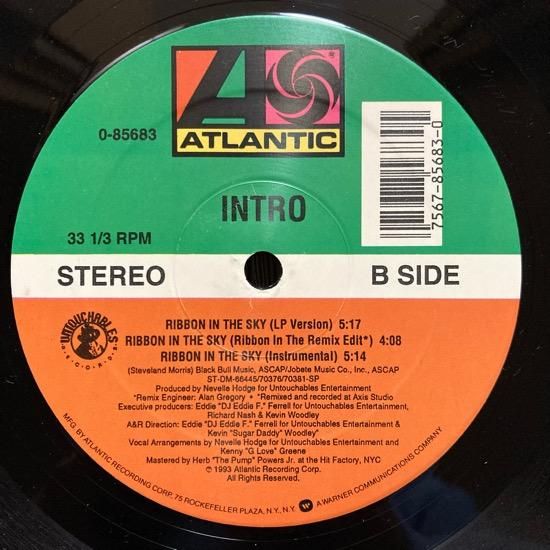 0-85683
ATLANTIC
7567-85683-0
INTRO
33 1/3 RPM
STEREO
B SIDE
UNTOUCHABLES
RECORDS
RIBBON IN THE SKY (LP Version) 5:17
RIBBON IN THE SKY (Ribbon In The Remix Edit*) 4:08
RIBBON IN THE SKY (Instrumental) 5:14
(Steveland Morris) Black Bull Music, ASCAP/Jobete Music Co., Inc., ASCAP
ST-DM-66445/70376/70381-SP
Produced by Nevelle Hodge for Untouchables Entertainment
*Remix Engineer: Alan Gregory • *Remixed and recorded at Axis Studio
Executive producers: Eddie "DJ Eddie F." Ferrell for Untouchables Entertainment,
Richard Nash & Kevin Woodley
A&R Direction: Eddie "DJ Eddie F." Ferrell for Untouchables Entertainment &
Kevin "Sugar Daddy" Woodley
Vocal Arrangements by Nevelle Hodge for Untouchables Entertainment and
Kenny "G Love" Greene
Mastered by Herb "The Pump" Powers Jr. at the Hit Factory, NYC
℗ 1993 Atlantic Recording Corp.
All Rights Reserved.
MFG. BY ATLANTIC RECORDING CORP., 75 ROCKEFELLER PLAZA, N.Y., N.Y. A WARNER COMMUNICATIONS COMPANY